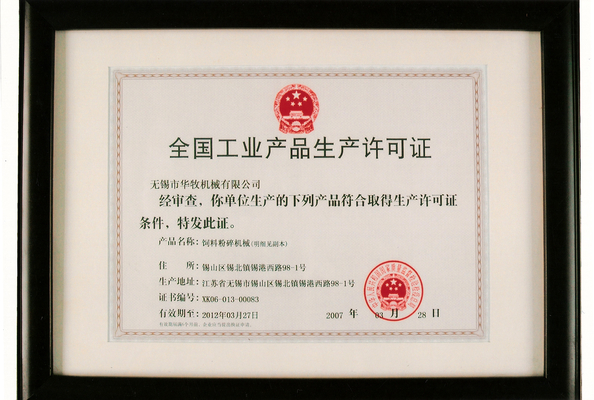 全国工业产品生产许可证
无锡市华牧机械有限公司
经审查，你单位生产的下列产品符合取得生产许可证
条件，特发此证。
产品名称：饲料粉碎机械(明细见副本)
住 所：锡山区锡北镇锡港西路98-1号
生产地址：江苏省无锡市锡山区锡北镇锡港西路98-1号
证书编号：XK06-013-00083
有效期至：2012年03月27日
2007 年 03 月 28 日